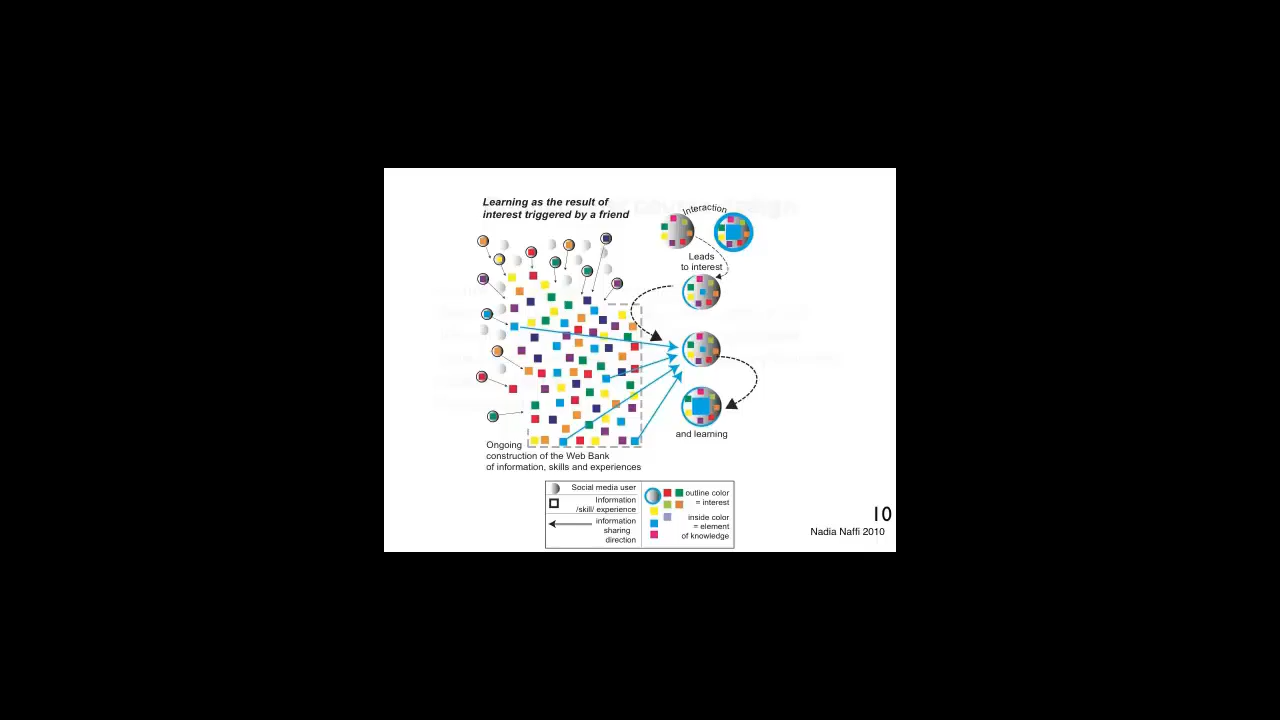 Learning as the result of
interest triggered by a friend
Interaction
Leads
to interest
and learning
Ongoing
construction of the Web Bank
of information, skills and experiences
Social media user
Information
/skill/ experience
information
sharing
direction
outline color
= interest
inside color
= element
of knowledge
10
Nadia Naffi 2010